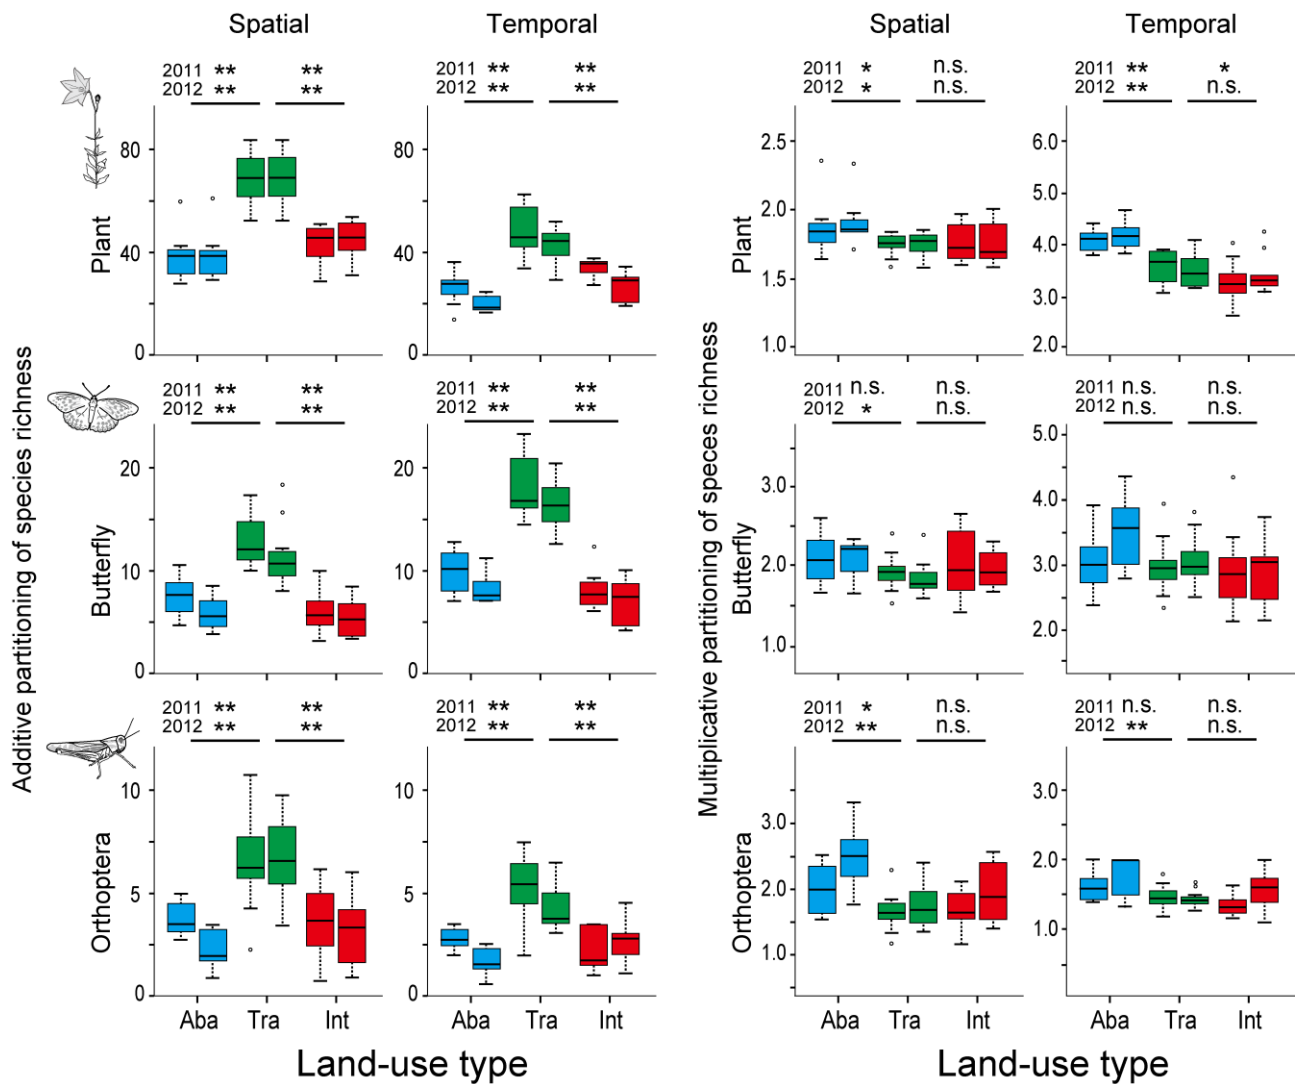 Spatial
Temporal
Spatial
Temporal
2011 ** **
2012 ** **
2011 ** **
2012 ** **
2011 * n.s.
2012 * n.s.
2011 ** *
2012 ** n.s.
Additive partitioning of species richness
Plant
80
40
0
80
40
0
Multiplicative partitioning of speces richness
Plant
2.5
2.0
1.5
1.0
6.0
4.0
3.0
2.0
2011 ** **
2012 ** **
2011 ** **
2012 ** **
2011 n.s. n.s.
2012 * n.s.
2011 n.s. n.s.
2012 n.s. n.s.
Butterfly
20
10
0
20
10
0
Butterfly
3.0
2.0
1.0
5.0
4.0
3.0
2.0
2011 ** **
2012 ** **
2011 ** **
2012 ** **
2011 * n.s.
2012 ** n.s.
2011 n.s. n.s.
2012 ** n.s.
Orthoptera
10
5
0
10
5
0
Orthoptera
3.0
2.0
1.0
3.0
2.0
1.0
Aba Tra Int
Aba Tra Int
Aba Tra Int
Aba Tra Int
Land-use type
Land-use type